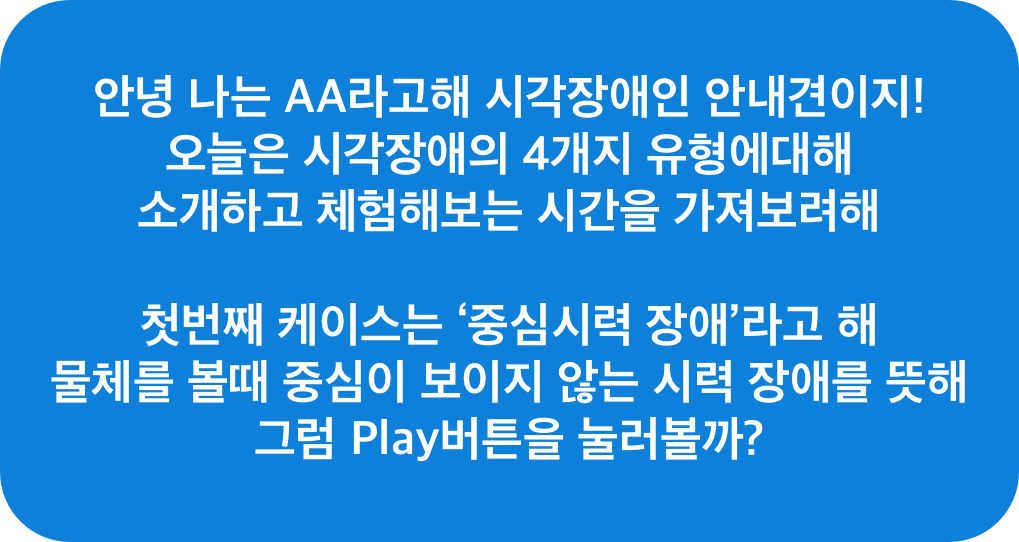 안녕 나는 AA라고해 시각장애인 안내견이지!
오늘은 시각장애의 4개지 유형에대해
소개하고 체험해보는 시간을 가져보려해
첫번째 케이스는 ‘중심시력 장애’라고 해
물체를 볼때 중심이 보이지 않는 시력 장애를 뜻해
그럼 Play버튼을 눌러볼까?